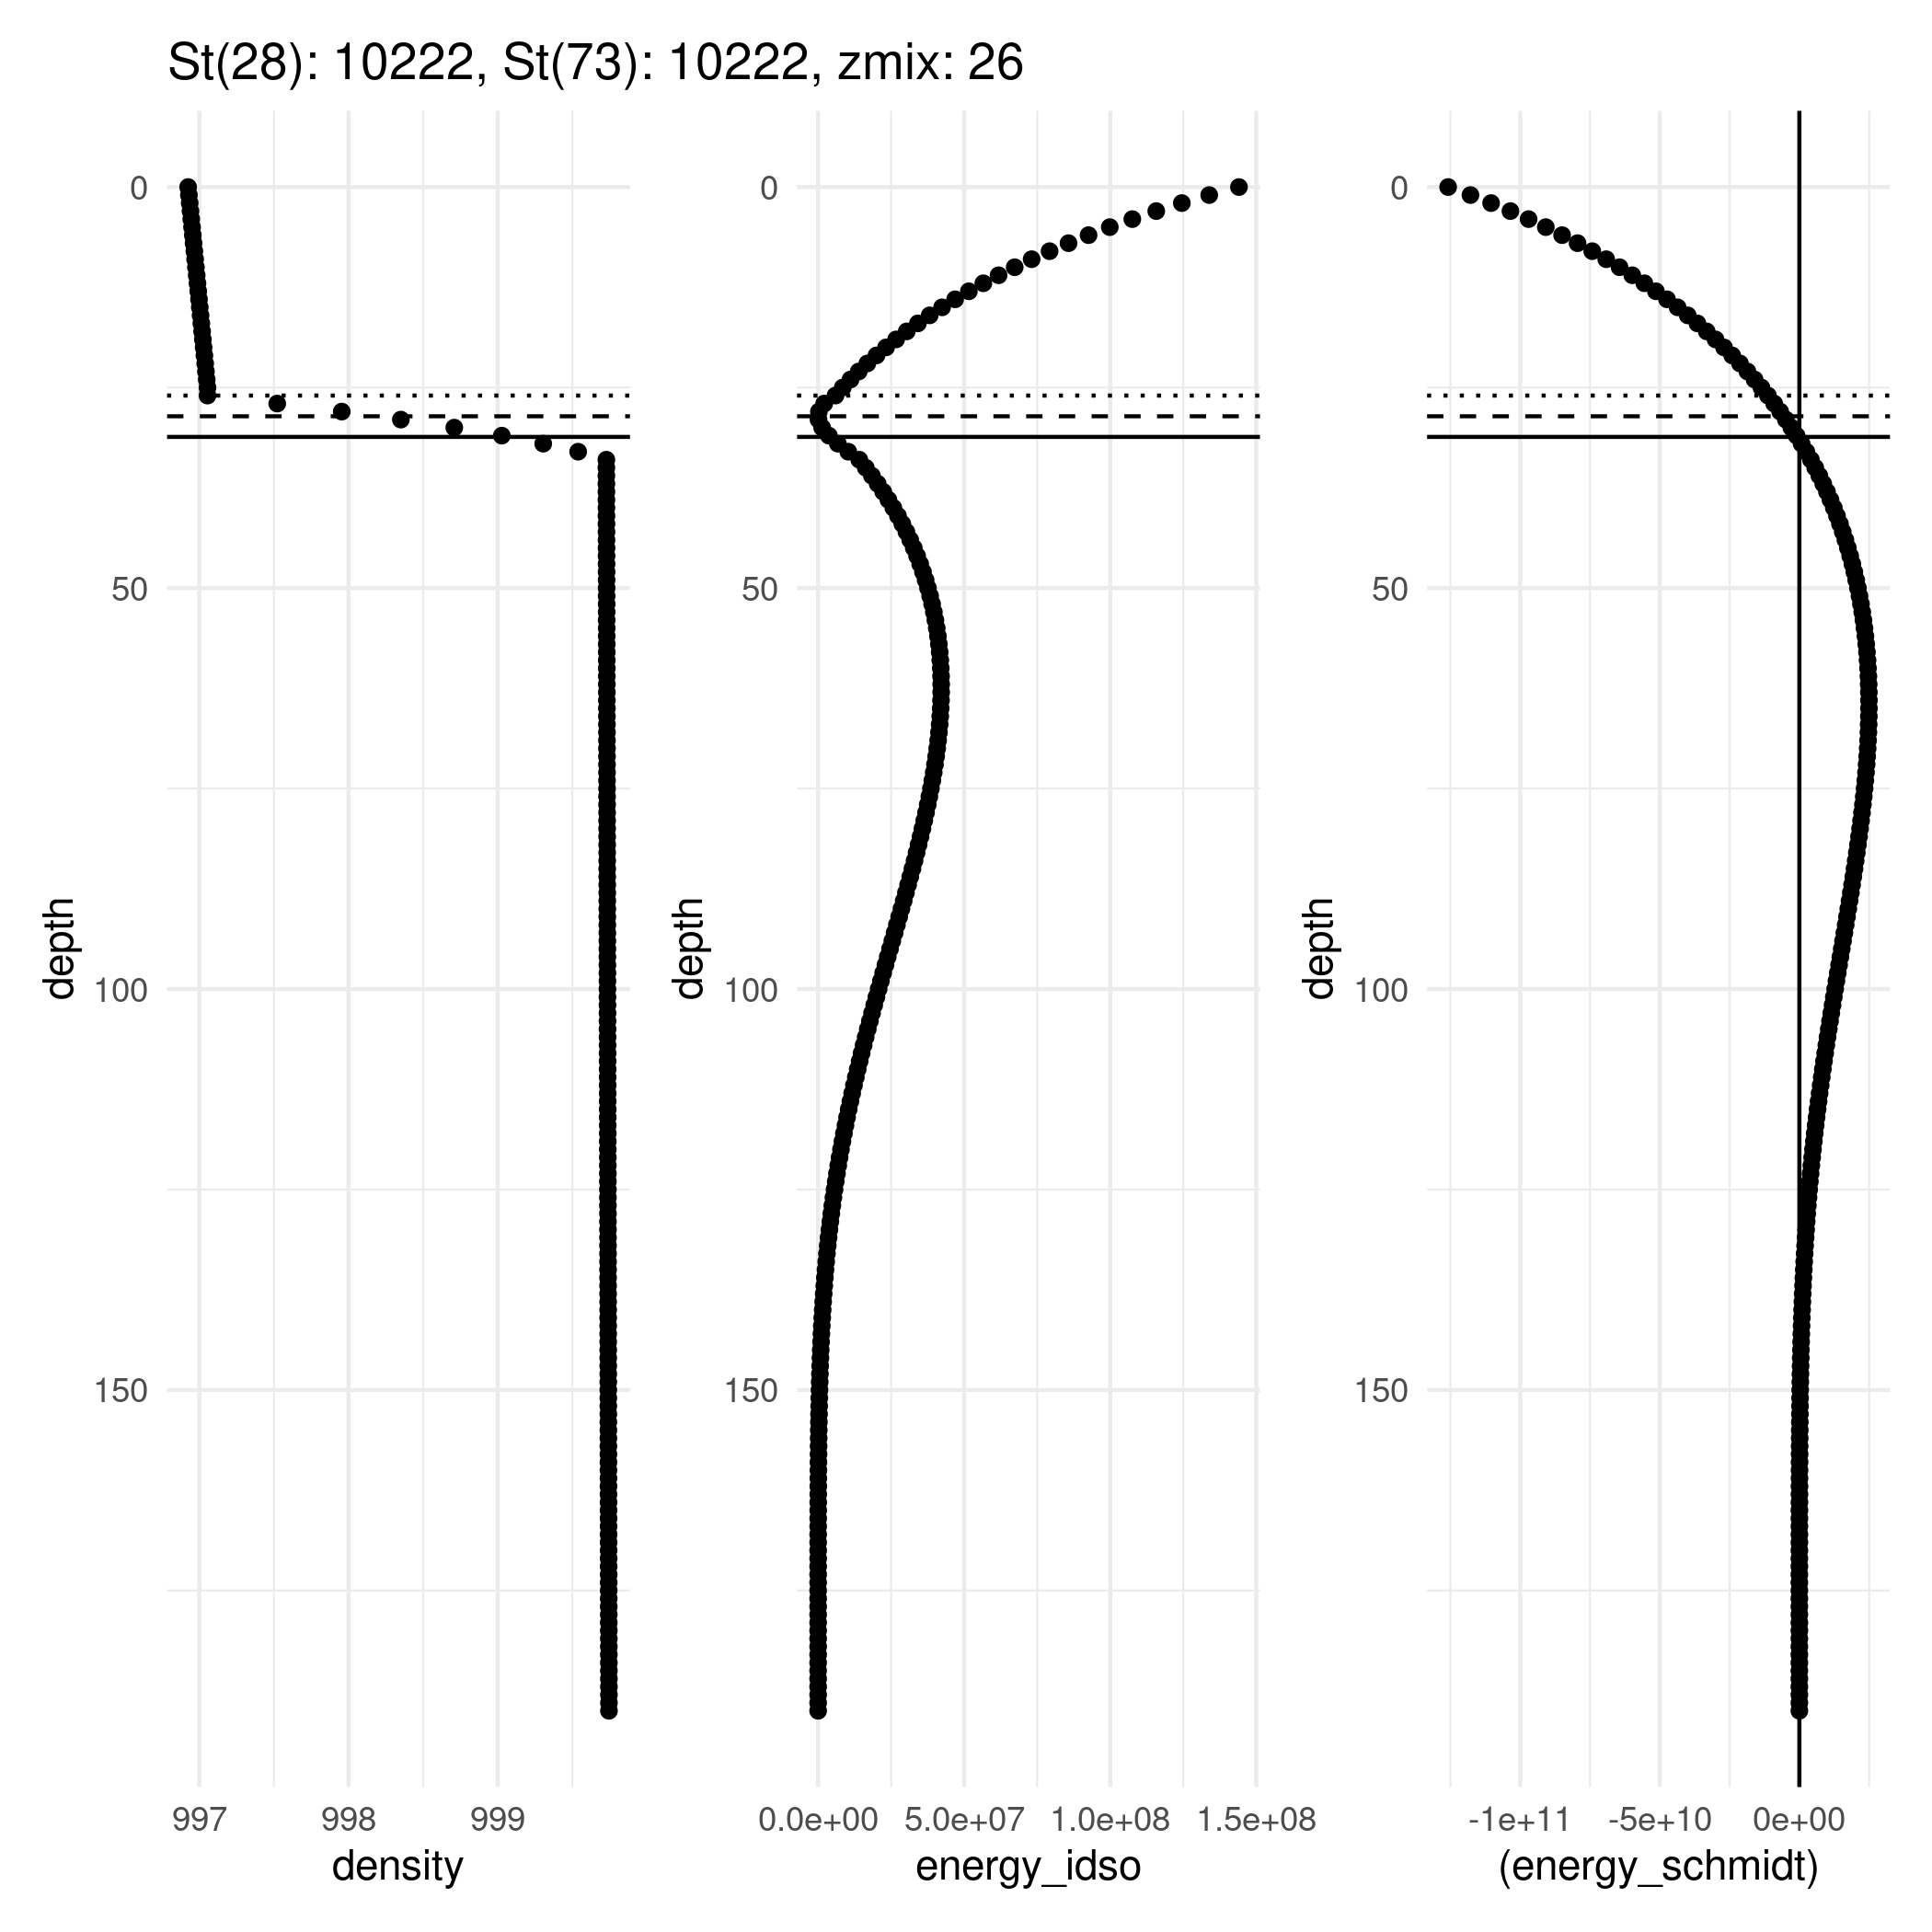 St(28): 10222, St(73): 10222, zmix: 26
0
50
100
150
depth
997 998 999
density
0
50
100
150
depth
0.0e+00 5.0e+07 1.0e+08 1.5e+08
energy_idso
0
50
100
150
depth
-1e+11 -5e+10 0e+00
(energy_schmidt)